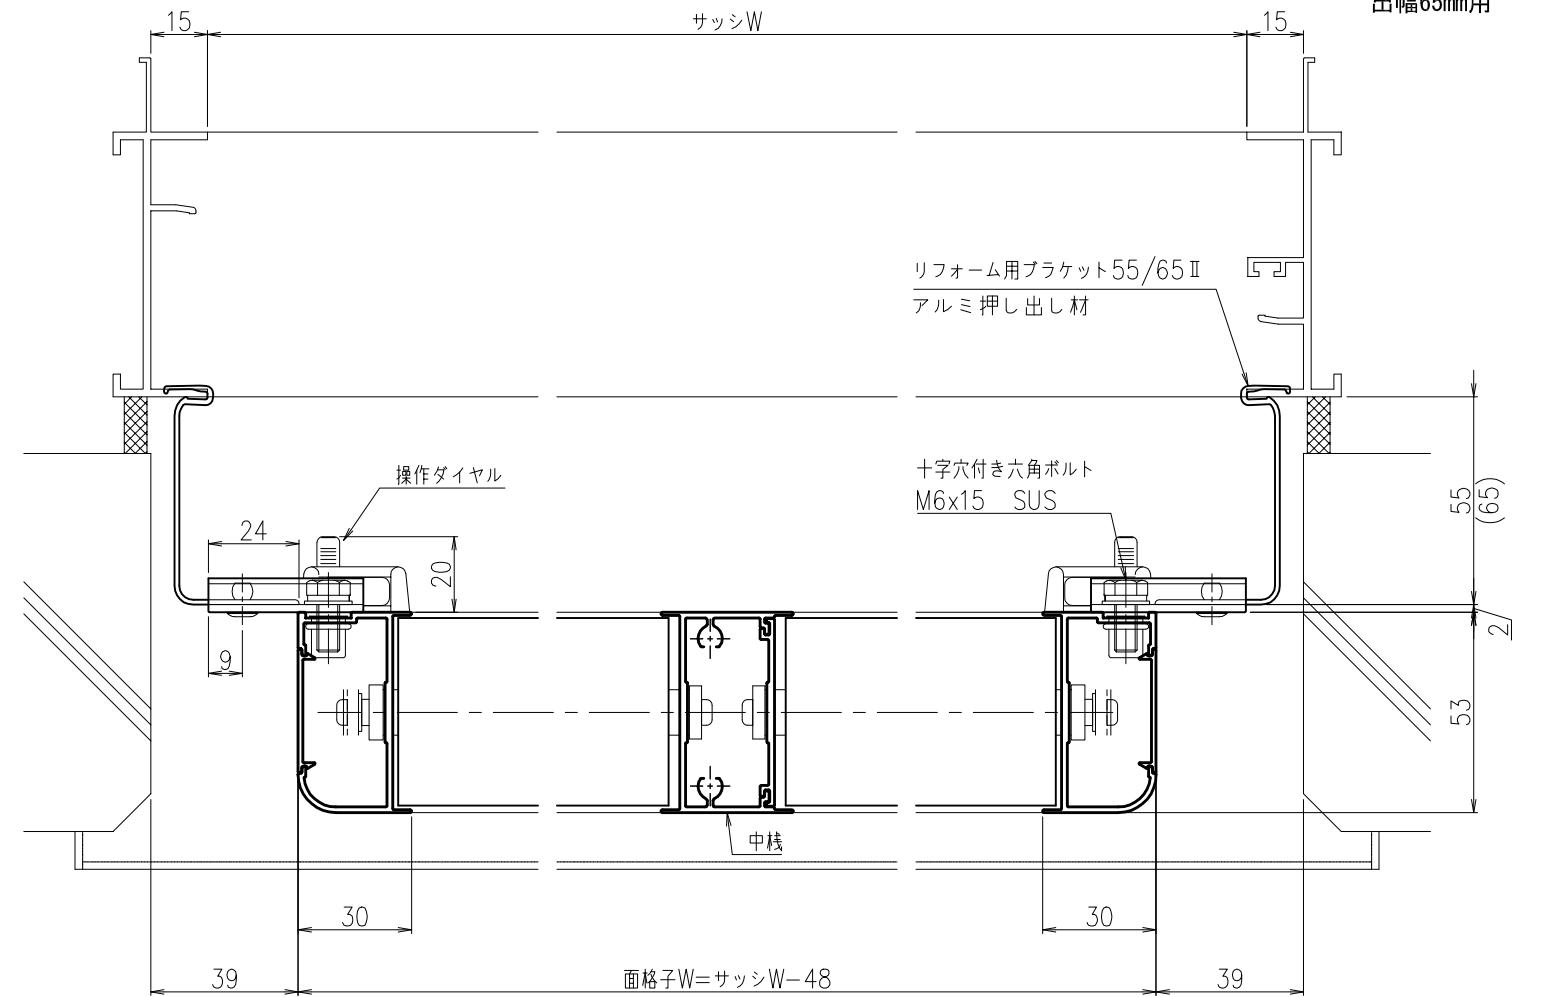 出幅65mm用
15
サッシW
15
リフォーム用ブラケット55/65Ⅱ
アルミ押し出し材
操作ダイヤル
十字穴付き六角ボルト
M6x15 SUS
24
20
55
(65)
9
2
53
中桟
30
30
39
面格子W=サッシW-48
39